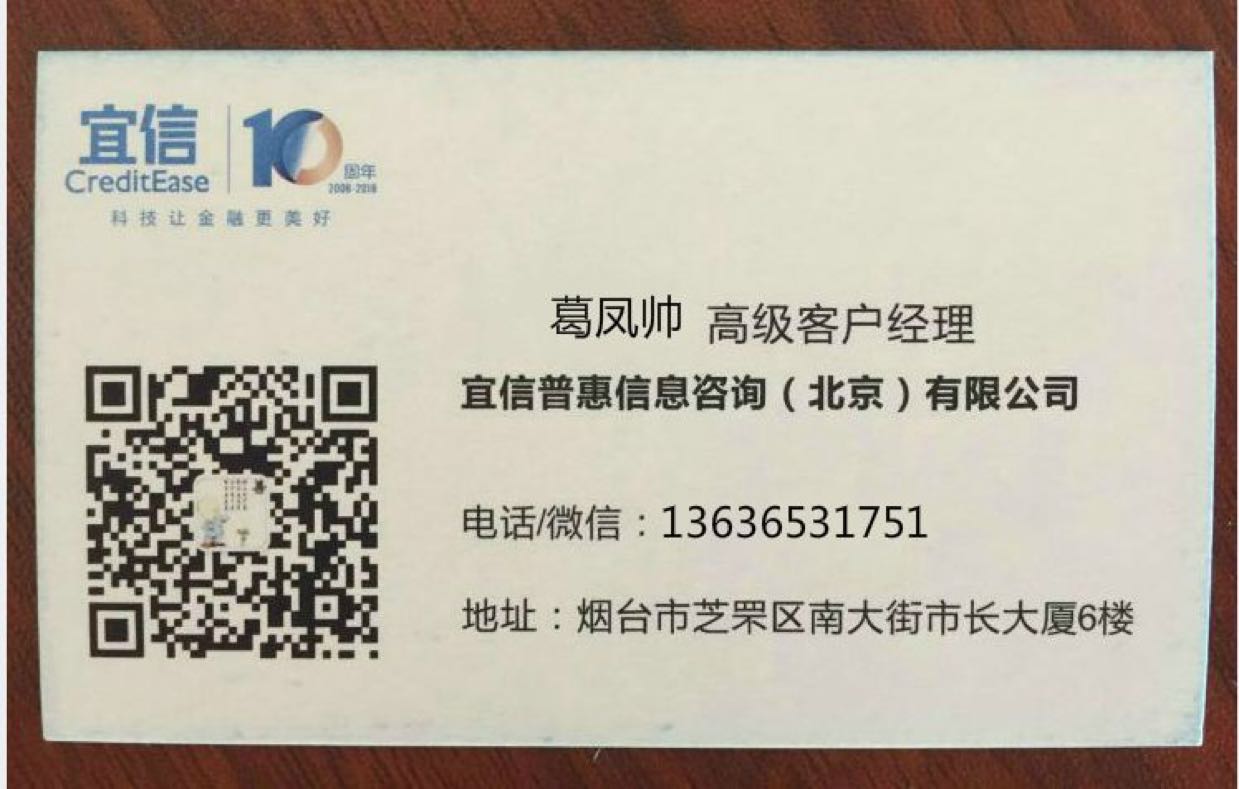 宜信
CreditEase
10
周年
2006-2016
科技让金融更美好
葛凤帅 高级客户经理
宜信普惠信息咨询（北京）有限公司
电话/微信：13636531751
地址：烟台市芝罘区南大街市长大厦6楼